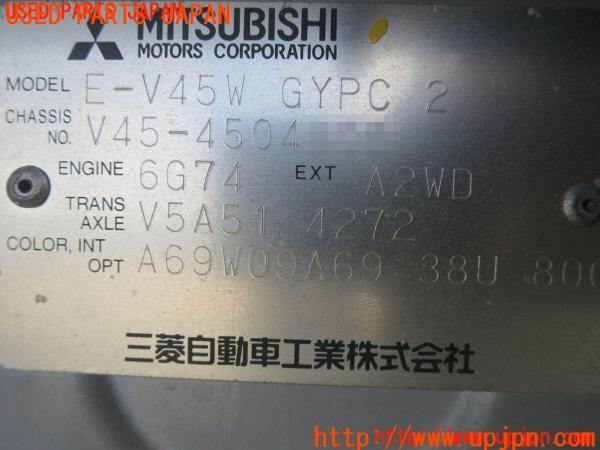 USED PARTS JAPAN
MITSUBISHI
MOTORS CORPORATION
MODEL E-V45W GYPC 2
CHASSIS NO. V45-4504
ENGINE 6G74 EXT A2WD
TRANS AXLE V5A51 4272
COLOR, INT OPT A69W09A69 38U 800
三菱自動車工業株式会社
http://www.upjpn.com